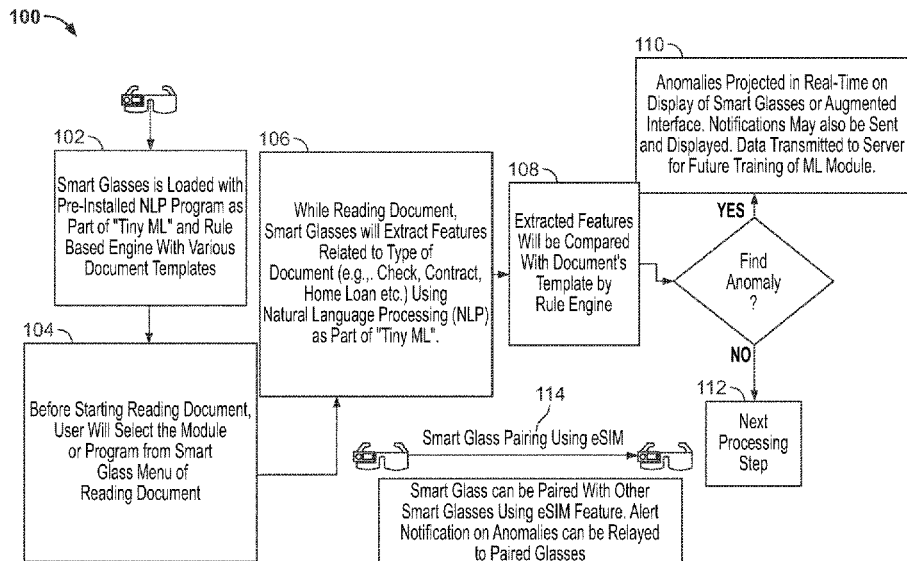 100
102
Smart Glasses is Loaded with
Pre-Installed NLP Program as
Part of "Tiny ML" and Rule
Based Engine With Various
Document Templates
104
Before Starting Reading Document,
User Will Select the Module
or Program from Smart
Glass Menu of
Reading Document
106
While Reading Document,
Smart Glasses will Extract Features
Related to Type of
Document (e.g.,. Check, Contract,
Home Loan etc.) Using
Natural Language Processing (NLP)
as Part of "Tiny ML".
108
Extracted Features
Will be Compared
With Document's
Template by
Rule Engine
110
Anomalies Projected in Real-Time on
Display of Smart Glasses or Augmented
Interface. Notifications May also be Sent
and Displayed. Data Transmitted to Server
for Future Training of ML Module.
YES
Find
Anomaly
?
NO
112
Next
Processing
Step
114
Smart Glass Pairing Using eSIM
Smart Glass can be Paired With Other
Smart Glasses Using eSIM Feature. Alert
Notification on Anomalies can be Relayed
to Paired Glasses